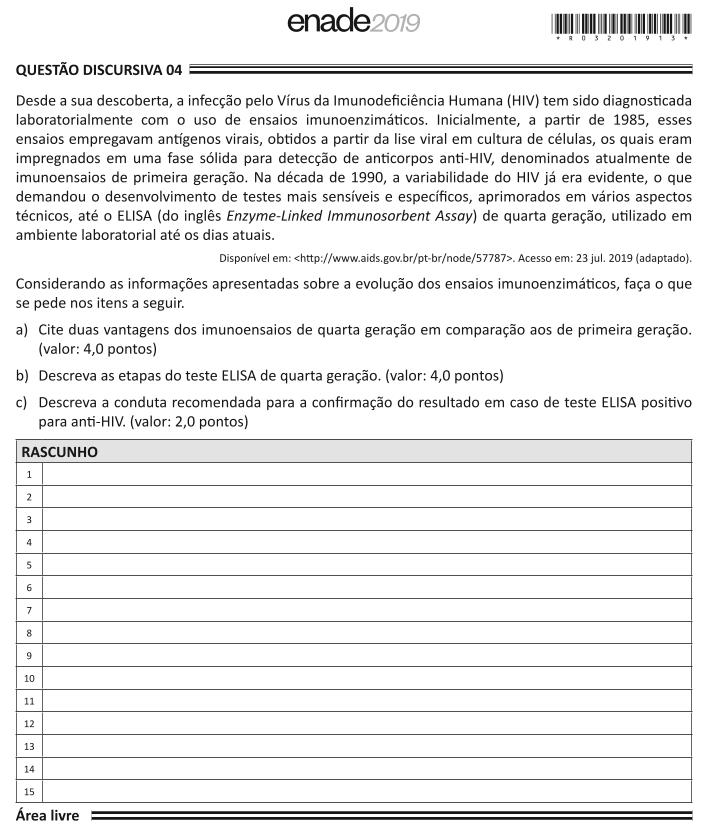 enade2019
*R0320191 3*
QUESTÃO DISCURSIVA 04
Desde a sua descoberta, a infecção pelo Vírus da Imunodeficiência Humana (HIV) tem sido diagnosticada
laboratorialmente com o uso de ensaios imunoenzimáticos. Inicialmente, a partir de 1985, esses
ensaios empregavam antígenos virais, obtidos a partir da lise viral em cultura de células, os quais eram
impregnados em uma fase sólida para detecção de anticorpos anti-HIV, denominados atualmente de
imunoensaios de primeira geração. Na década de 1990, a variabilidade do HIV já era evidente, o que
demandou o desenvolvimento de testes mais sensíveis e específicos, aprimorados em vários aspectos
técnicos, até o ELISA (do inglês Enzyme-Linked Immunosorbent Assay) de quarta geração, utilizado em
ambiente laboratorial até os dias atuais.
Disponível em: <http://www.aids.gov.br/pt-br/node/57787>. Acesso em: 23 jul. 2019 (adaptado).
Considerando as informações apresentadas sobre a evolução dos ensaios imunoenzimáticos, faça o que
se pede nos itens a seguir.
a) Cite duas vantagens dos imunoensaios de quarta geração em comparação aos de primeira geração.
(valor: 4,0 pontos)
b) Descreva as etapas do teste ELISA de quarta geração. (valor: 4,0 pontos)
c) Descreva a conduta recomendada para a confirmação do resultado em caso de teste ELISA positivo
para anti-HIV. (valor: 2,0 pontos)
RASCUNHO
1
2
3
4
5
6
7
8
9
10
11
12
13
14
15
Área livre